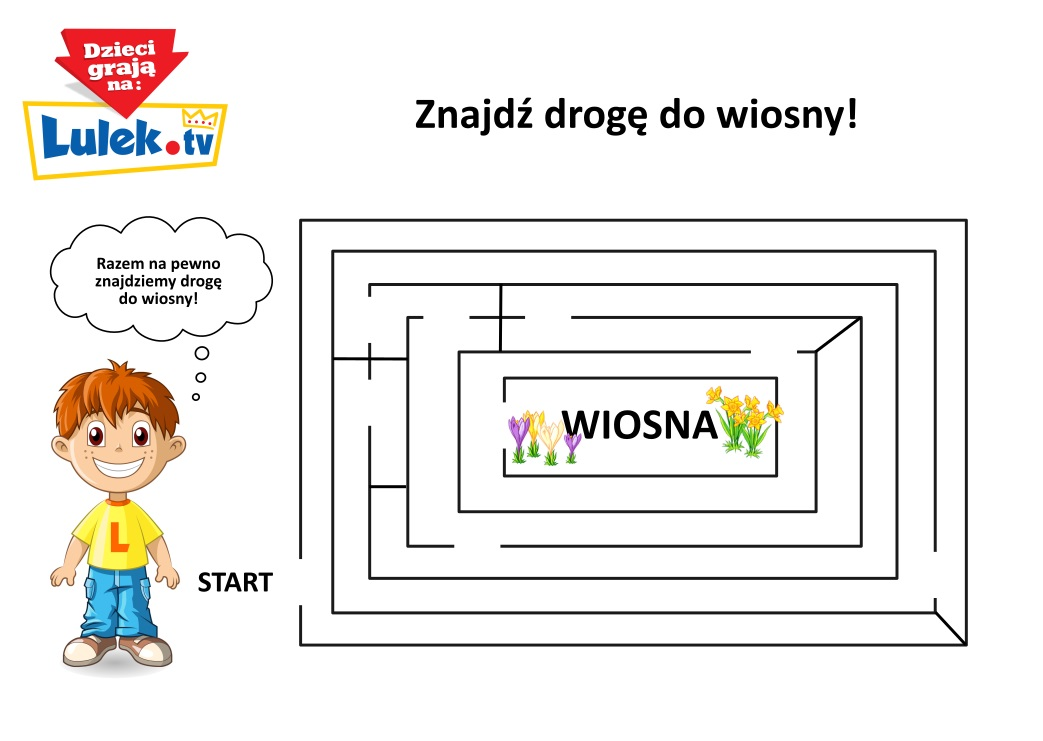 Dzieci
grają
na:
Lulek.tv
Znajdź drogę do wiosny!
Razem na pewno
znajdziemy drogę
do wiosny!
WIOSNA
L
START